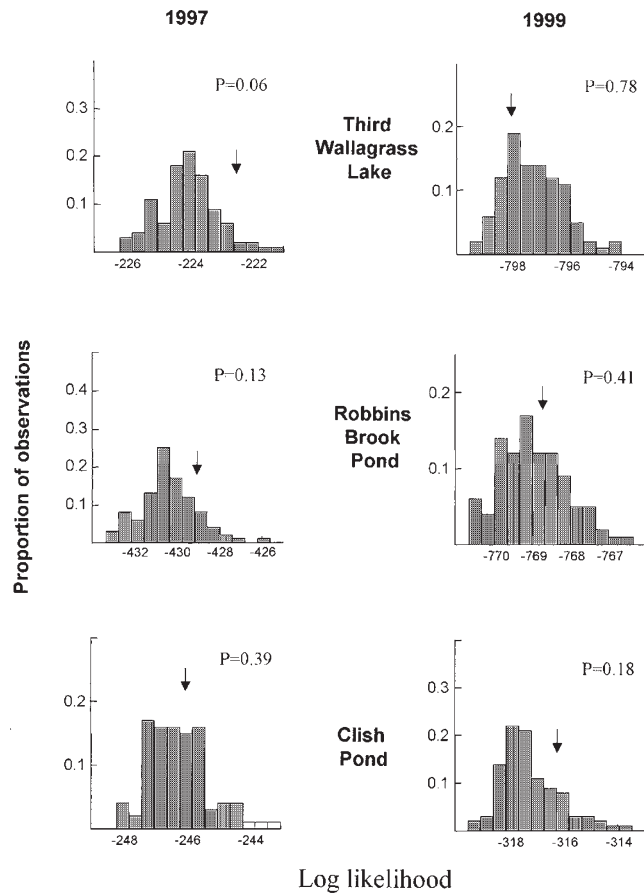 1997
1999
P=0.06
0.3
0.2
0.1
-226
-224
-222
Third
Wallagrass
Lake
P=0.78
0.2
0.1
-798
-796
-794
Proportion of observations
P=0.13
0.4
0.3
0.2
0.1
-432
-430
-428
-426
Robbins
Brook
Pond
P=0.41
0.2
0.1
-770
-769
-768
-767
P=0.39
0.2
0.1
-248
-246
-244
Clish
Pond
P=0.18
0.3
0.2
0.1
-318
-316
-314
Log likelihood